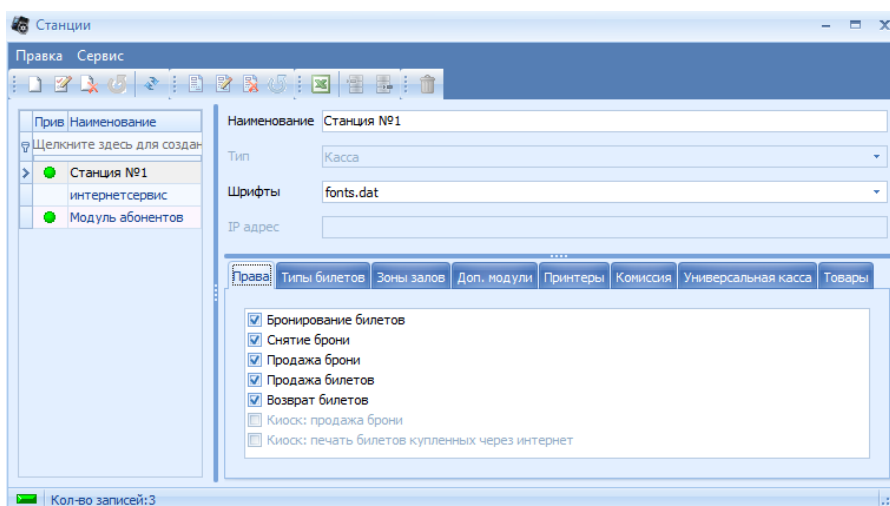 Станции
Правка Сервис
Прив Наименование
Щелкните здесь для создан
Станция №1
интернетсервис
Модуль абонентов
Наименование Станция №1
Тип Касса
Шрифты fonts.dat
IP адрес
Права Типы билетов Зоны залов Доп. модули Принтеры Комиссия Универсальная касса Товары
Бронирование билетов
Снятие брони
Продажа брони
Продажа билетов
Возврат билетов
Киоск: продажа брони
Киоск: печать билетов купленных через интернет
Кол-во записей:3